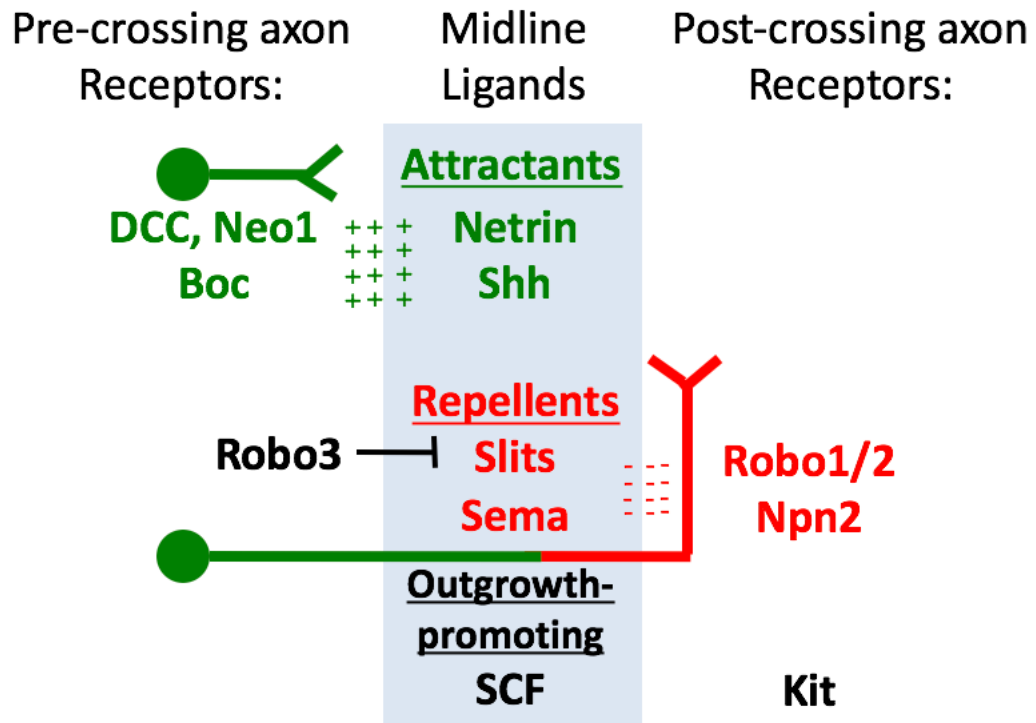 Pre-crossing axon
Receptors:
Midline
Ligands
Post-crossing axon
Receptors:
Attractants
DCC, Neo1
Boc
+ + +
+ + +
+ + +
+ + +
Netrin
Shh
Repellents
Robo3
Slits
Sema
- - - -
- - - -
- - - -
- - - -
Robo1/2
Npn2
Outgrowth-
promoting
SCF
Kit